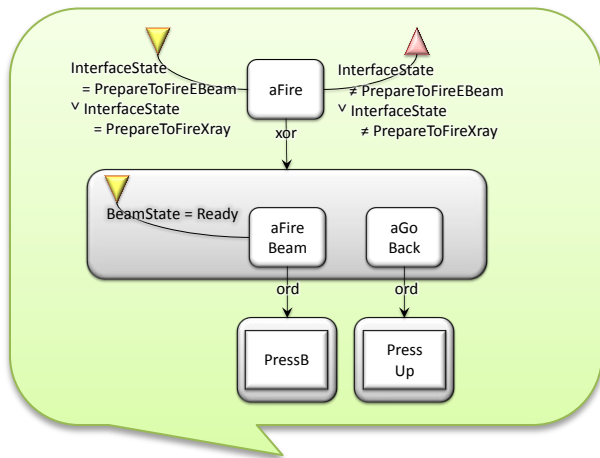 InterfaceState
= PrepareToFireEBeam
∨ InterfaceState
= PrepareToFireXray
aFire
InterfaceState
≠ PrepareToFireEBeam
∨ InterfaceState
≠ PrepareToFireXray
xor
BeamState = Ready
aFire
Beam
aGo
Back
ord
ord
PressB
Press
Up